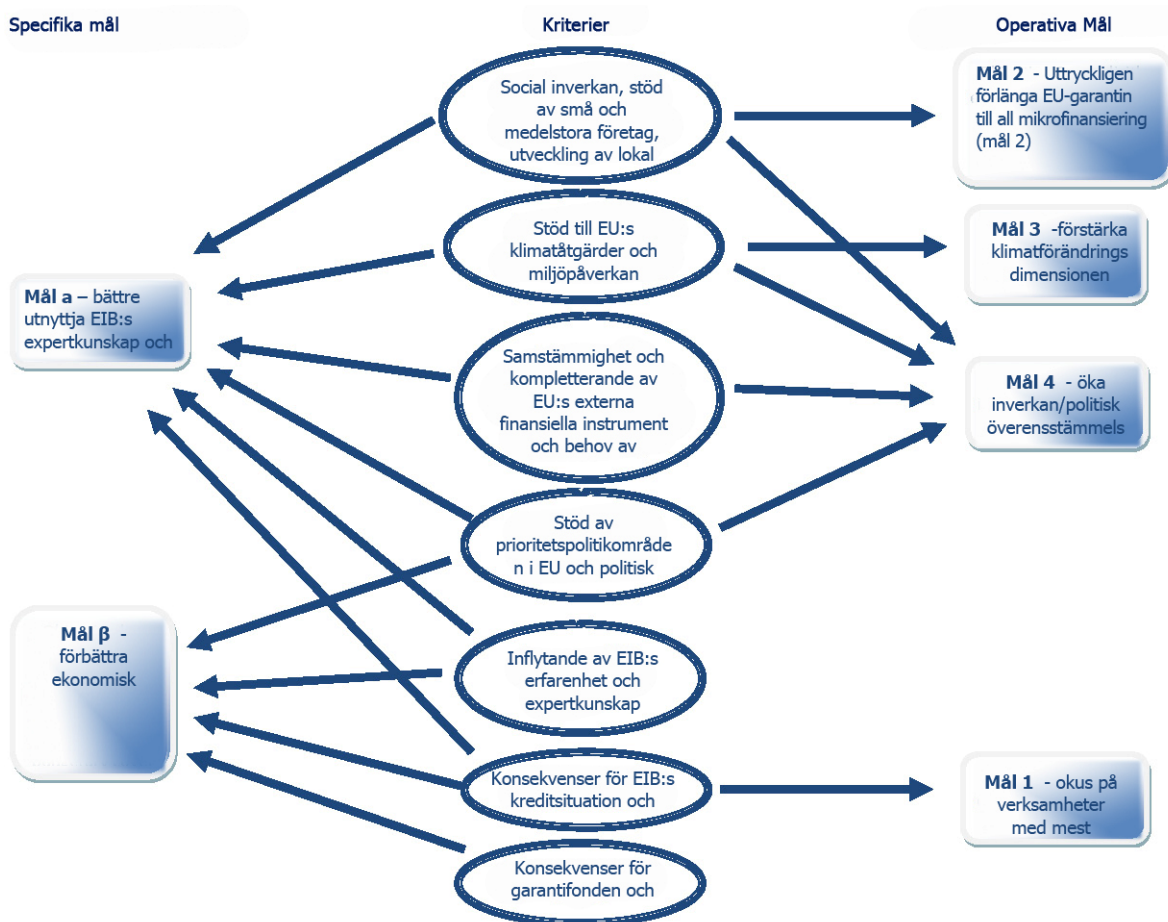 Specifika mål
Kriterier
Operativa Mål
Social inverkan, stöd
av små och
medelstora företag,
utveckling av lokal
Stöd till EU:s
klimatåtgärder och
miljöpåverkan
Samstämmighet och
kompletterande av
EU:s externa
finansiella instrument
och behov av
Stöd av
prioritetspolitikområde
n i EU och politisk
Inflytande av EIB:s
erfarenhet och
expertkunskap
Konsekvenser för EIB:s
kreditsituation och
Konsekvenser för
garantifonden och
Mål a – bättre
utnyttja EIB:s
expertkunskap och
Mål β -
förbättra
ekonomisk
Mål 2 - Uttryckligen
förlänga EU-garantin
till all mikrofinansiering
(mål 2)
Mål 3 -förstärka
klimatförändrings
dimensionen
Mål 4 - öka
inverkan/politisk
överensstämmels
Mål 1 - okus på
verksamheter
med mest